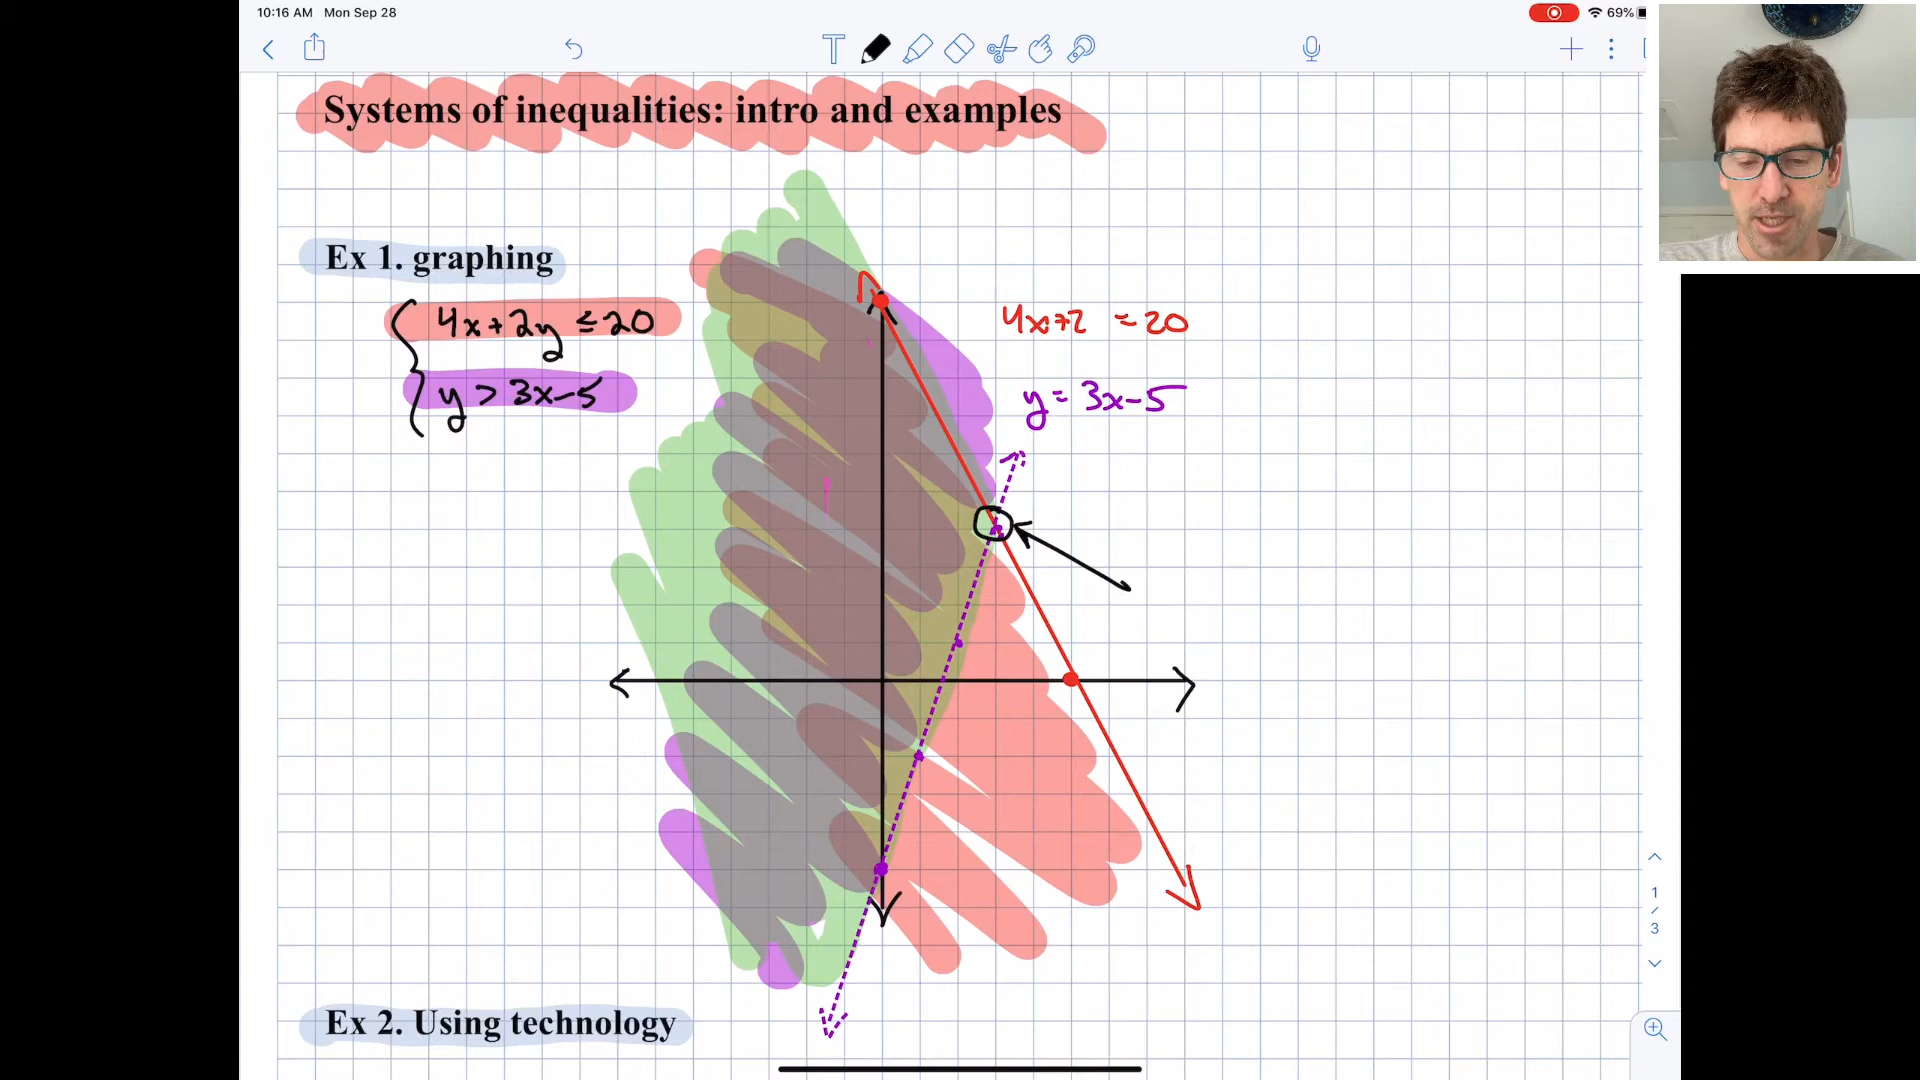 10:16 AM Mon Sep 28
69%
T
Systems of inequalities: intro and examples
Ex 1. graphing
4x+2y ≤20
y > 3x-5
4x+2 =20
y= 3x-5
1
/
3
Ex 2. Using technology